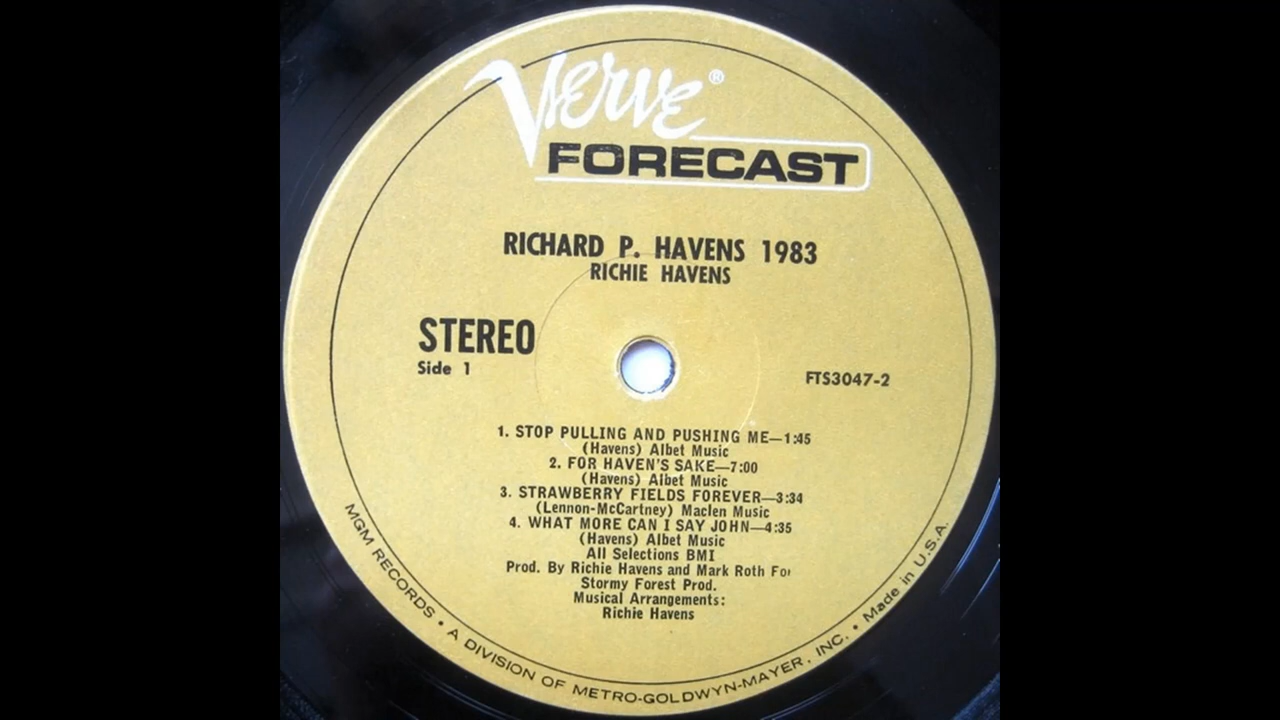 Verve®
FORECAST
RICHARD P. HAVENS 1983
RICHIE HAVENS
STEREO
Side 1
FTS3047-2
1. STOP PULLING AND PUSHING ME—1:45
(Havens) Albet Music
2. FOR HAVEN'S SAKE—7:00
(Havens) Albet Music
3. STRAWBERRY FIELDS FOREVER—3:34
(Lennon-McCartney) Maclen Music
4. WHAT MORE CAN I SAY JOHN—4:35
(Havens) Albet Music
All Selections BMI
Prod. By Richie Havens and Mark Roth For
Stormy Forest Prod.
Musical Arrangements:
Richie Havens
MGM RECORDS • A DIVISION OF METRO-GOLDWYN-MAYER, INC. • Made in U.S.A.